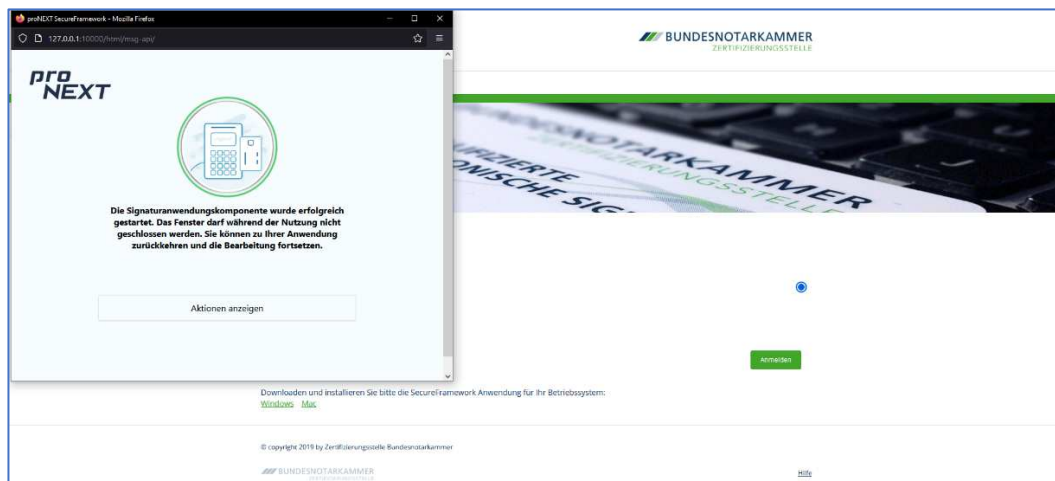 proNEXT SecureFramework - Mozilla Firefox
127.0.0.1:10000/html/msg-api/
pro
NEXT
Die Signaturanwendungskomponente wurde erfolgreich
gestartet. Das Fenster darf während der Nutzung nicht
geschlossen werden. Sie können zu Ihrer Anwendung
zurückkehren und die Bearbeitung fortsetzen.
Aktionen anzeigen
BUNDESNOTARKAMMER
ZERTIFIZIERUNGSSTELLE
BUNDESNOTARKAMMER
ZERTIFIZIERUNGSSTELLE
Anmelden
Downloaden und installieren Sie bitte die SecureFramework Anwendung für Ihr Betriebssystem:
Windows Mac
© copyright 2019 by Zertifizierungsstelle Bundesnotarkammer
BUNDESNOTARKAMMER
ZERTIFIZIERUNGSSTELLE
Hilfe